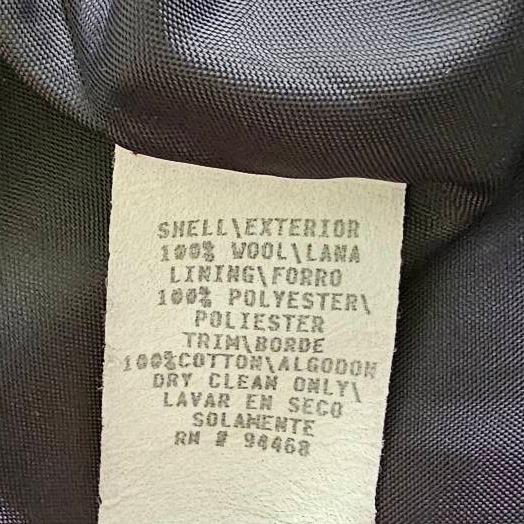 SHELL\EXTERIOR
100% WOOL\LANA
LINING\FORRO
100% POLYESTER\
POLIESTER
TRIM\BORDE
100%COTTON\ALGODON
DRY CLEAN ONLY\
LAVAR EN SECO
SOLAMENTE
RN # 94468